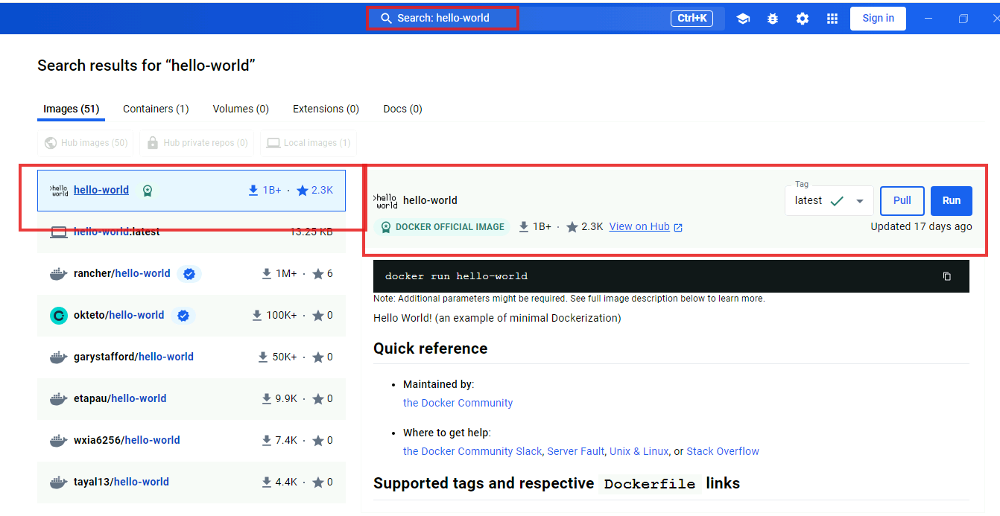 Search: hello-world Ctrl+K Sign in
Search results for “hello-world”
Images (51) Containers (1) Volumes (0) Extensions (0) Docs (0)
Hub images (50) Hub private repos (0) Local images (1)
>hello world hello-world 1B+ · 2.3K
hello-world:latest 13.25 KB
rancher/hello-world 1M+ · 6
okteto/hello-world 100K+ · 0
garystafford/hello-world 50K+ · 0
etapau/hello-world 9.9K · 0
wxia6256/hello-world 7.4K · 0
tayal13/hello-world 4.4K · 0
>hello world hello-world
Tag
latest Pull Run
DOCKER OFFICIAL IMAGE 1B+ · 2.3K View on Hub Updated 17 days ago
docker run hello-world
Note: Additional parameters might be required. See full image description below to learn more.
Hello World! (an example of minimal Dockerization)
Quick reference
• Maintained by:
the Docker Community
• Where to get help:
the Docker Community Slack, Server Fault, Unix & Linux, or Stack Overflow
Supported tags and respective Dockerfile links